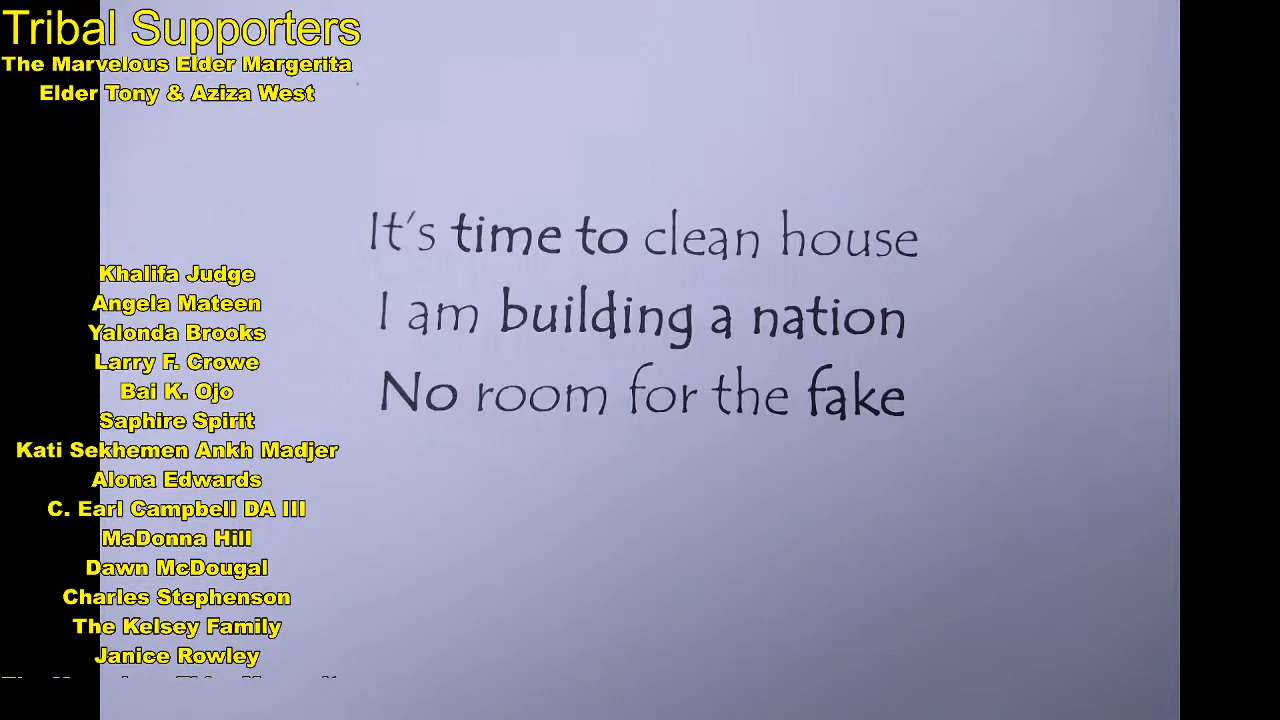 Tribal Supporters
The Marvelous Elder Margerita
Elder Tony & Aziza West
Khalifa Judge
Angela Mateen
Yalonda Brooks
Larry F. Crowe
Bai K. Ojo
Saphire Spirit
Kati Sekhemen Ankh Madjer
Alona Edwards
C. Earl Campbell DA III
MaDonna Hill
Dawn McDougal
Charles Stephenson
The Kelsey Family
Janice Rowley
It's time to clean house
I am building a nation
No room for the fake